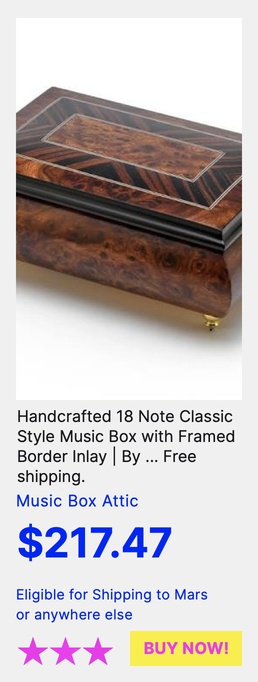 Handcrafted 18 Note Classic
Style Music Box with Framed
Border Inlay | By ... Free
shipping.
Music Box Attic
$217.47
Eligible for Shipping to Mars
or anywhere else
BUY NOW!